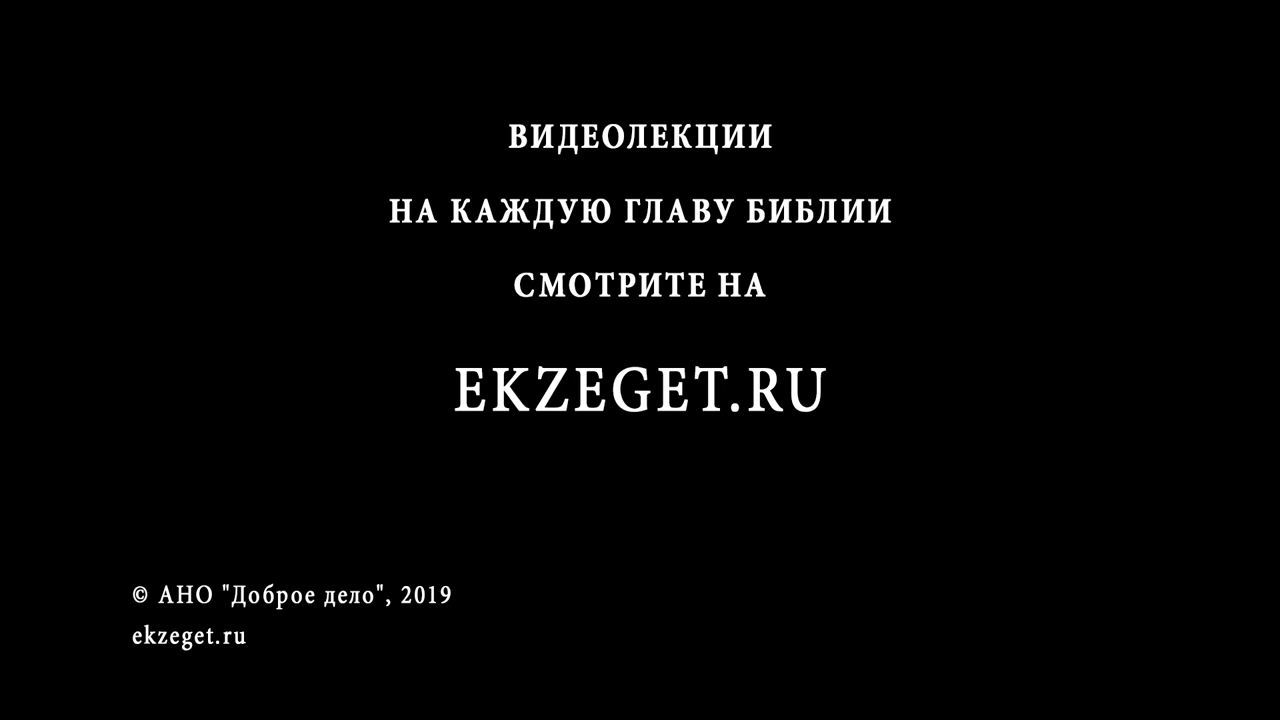 ВИДЕОЛЕКЦИИ
НА КАЖДУЮ ГЛАВУ БИБЛИИ
СМОТРИТЕ НА
EKZEGET.RU
© АНО "Доброе дело", 2019
ekzeget.ru